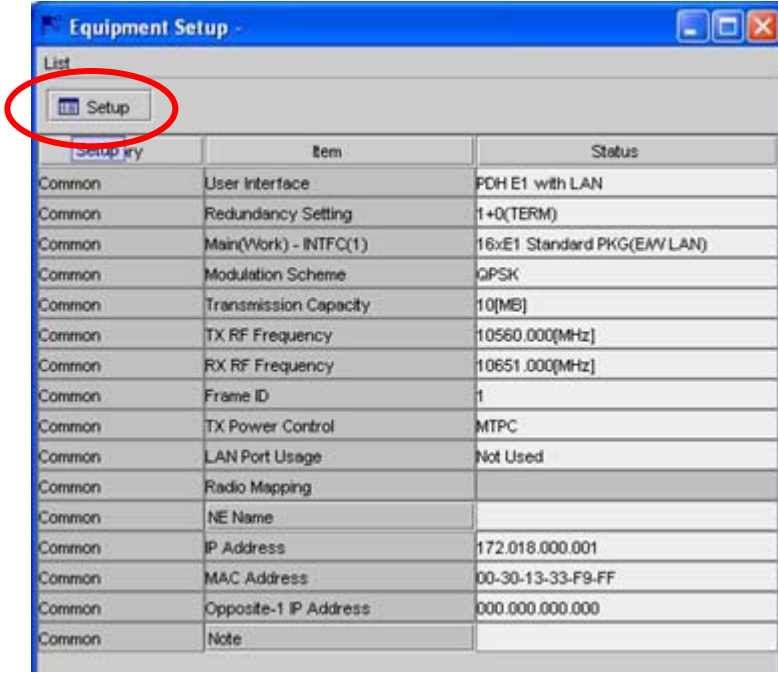 Equipment Setup -
List
Setup
Setup ry Item Status
Common User Interface PDH E1 with LAN
Common Redundancy Setting 1+0(TERM)
Common Main(Work) - INTFC(1) 16xE1 Standard PKG(E/W LAN)
Common Modulation Scheme QPSK
Common Transmission Capacity 10[MB]
Common TX RF Frequency 10560.000[MHz]
Common RX RF Frequency 10651.000[MHz]
Common Frame ID 1
Common TX Power Control MTPC
Common LAN Port Usage Not Used
Common Radio Mapping
Common NE Name
Common IP Address 172.018.000.001
Common MAC Address 00-30-13-33-F9-FF
Common Opposite-1 IP Address 000.000.000.000
Common Note